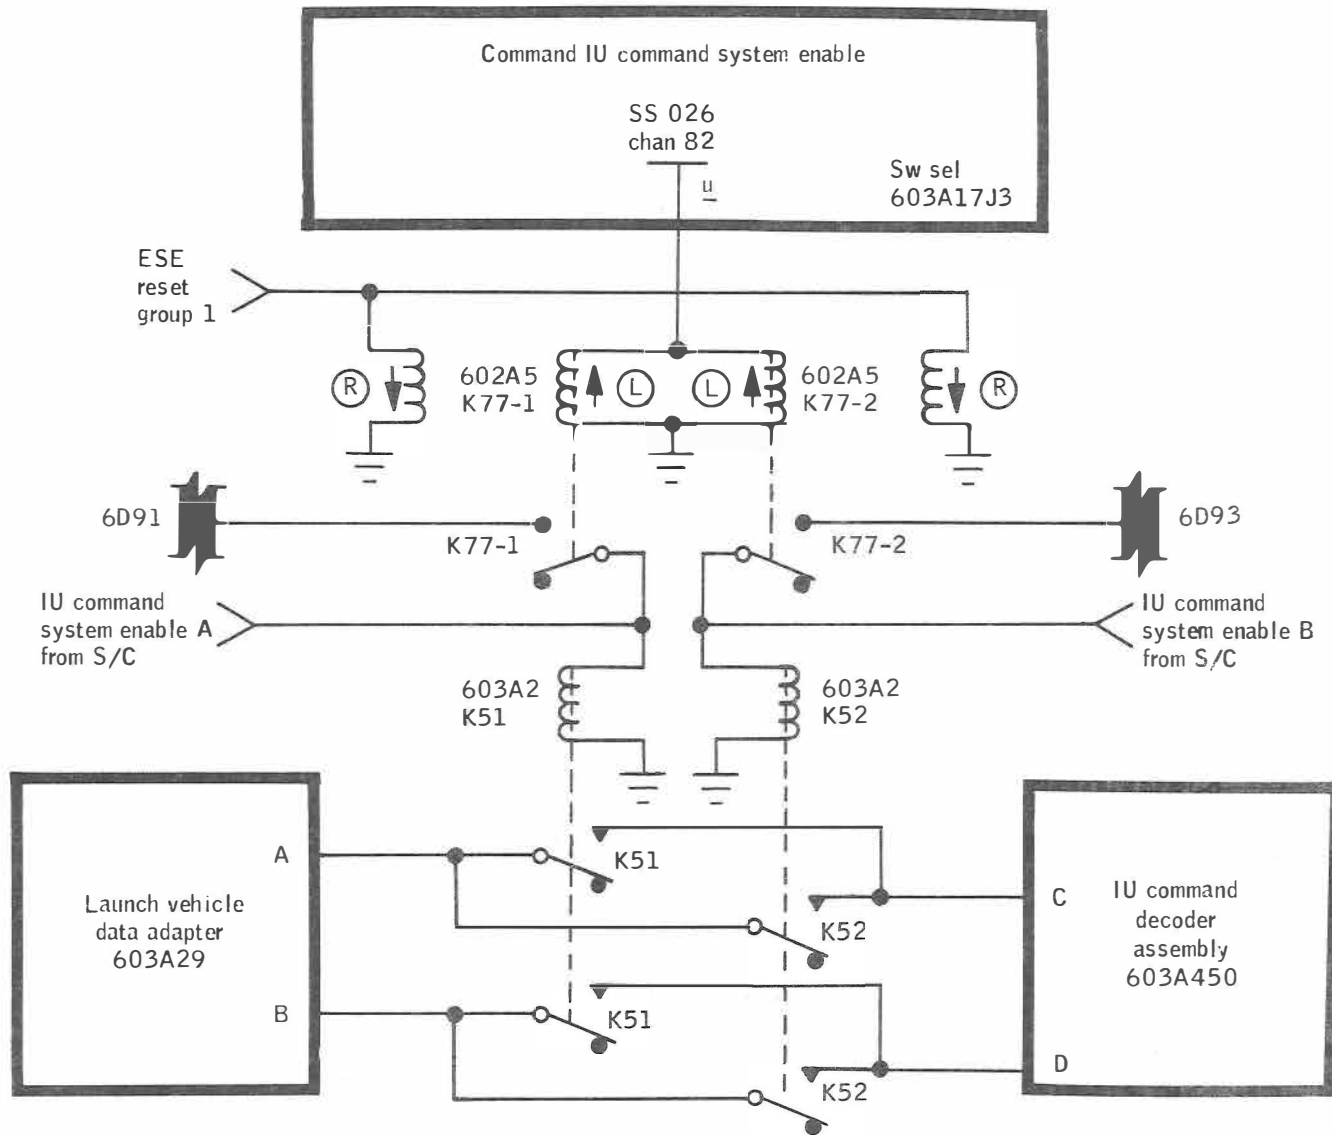 Command IU command system enable
SS 026
chan 82
u
Sw sel
603A17J3
ESE
reset
group 1
R
602A5
K77-1
L
L
602A5
K77-2
R
6D91
K77-1
K77-2
6D93
IU command
system enable A
from S/C
IU command
system enable B
from S/C
603A2
K51
603A2
K52
A
K51
Launch vehicle
data adapter
603A29
K52
C
IU command
decoder
assembly
603A450
B
K51
K52
D